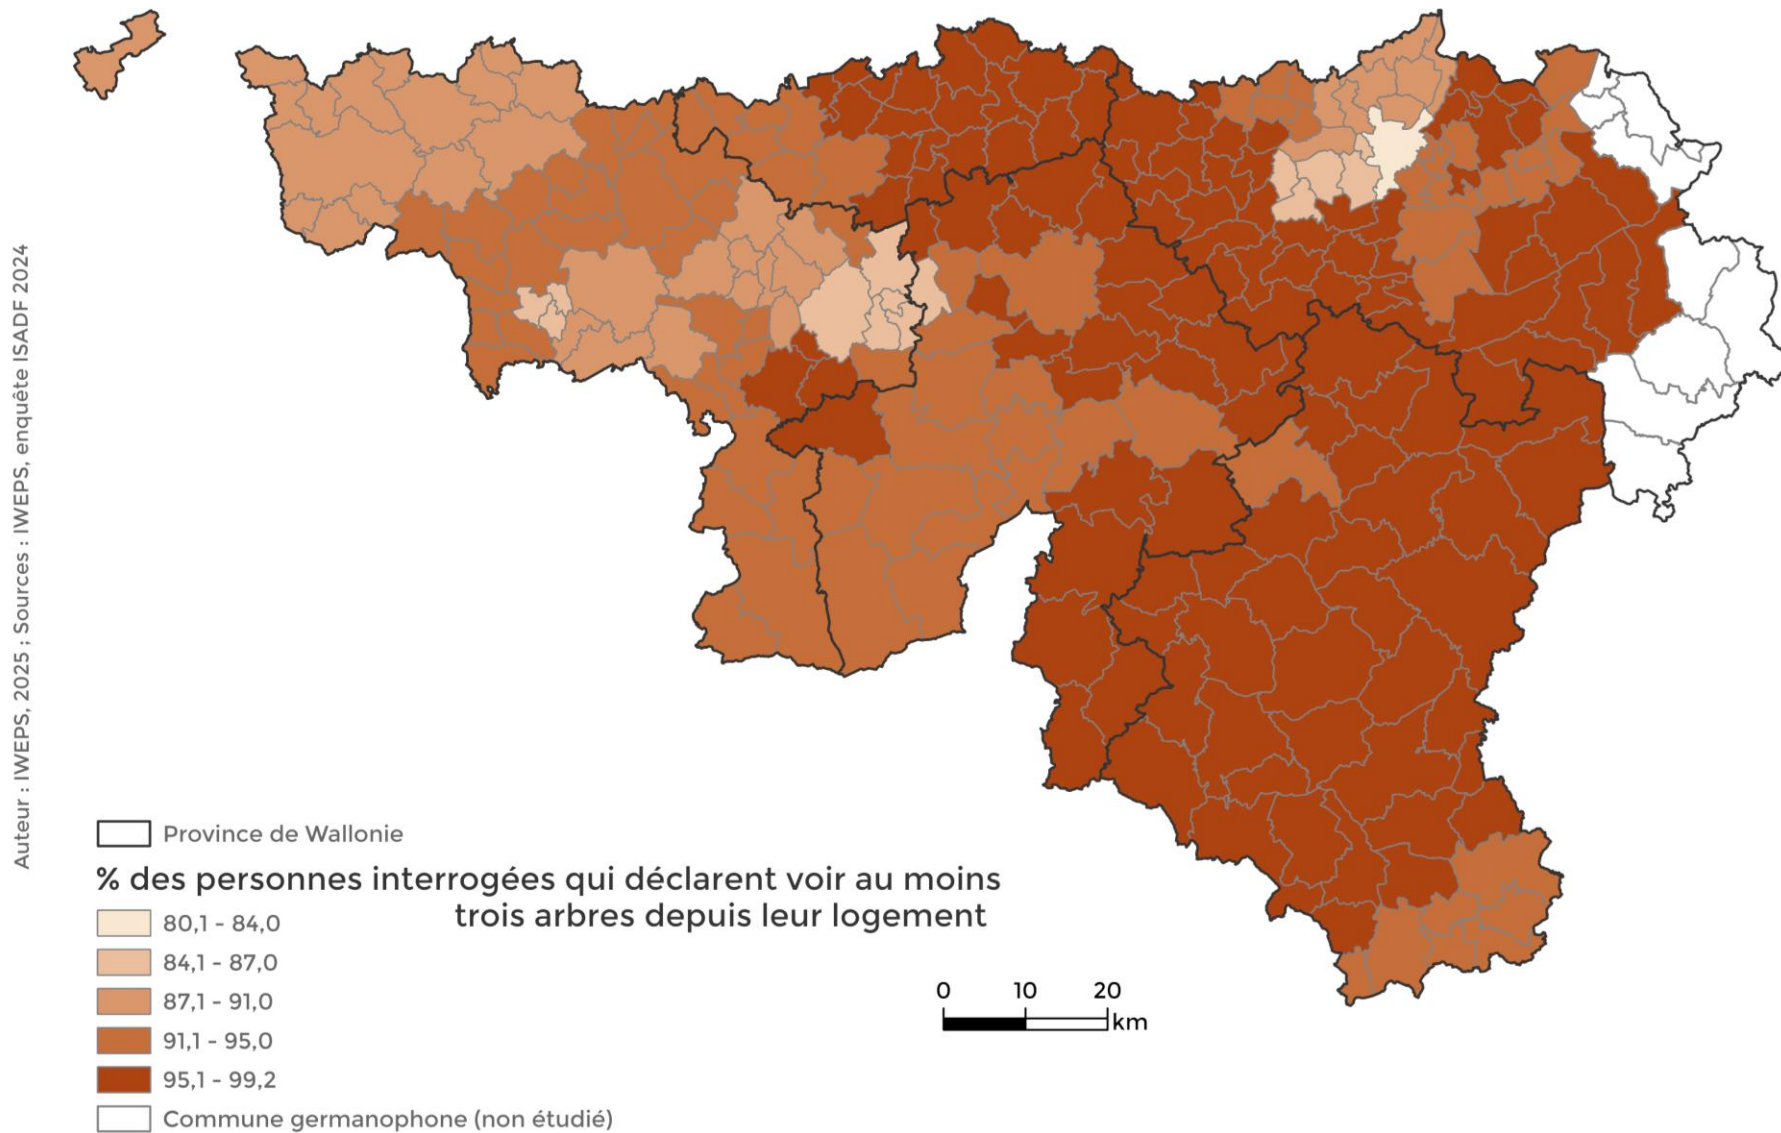 Auteur : IWEPS, 2025 ; Sources : IWEPS, enquête ISADF 2024
Province de Wallonie
% des personnes interrogées qui déclarent voir au moins
trois arbres depuis leur logement
80,1 - 84,0
84,1 - 87,0
87,1 - 91,0
91,1 - 95,0
95,1 - 99,2
Commune germanophone (non étudié)
0 10 20
km